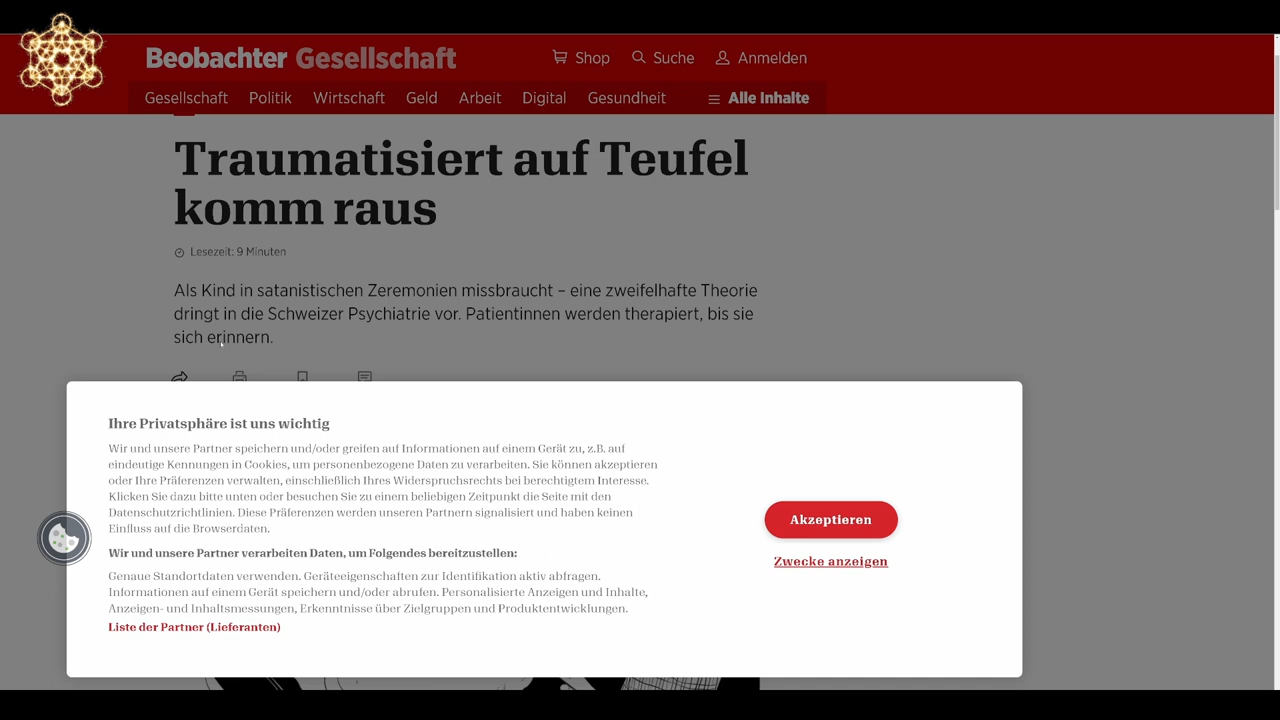 Beobachter Gesellschaft
Shop Suche Anmelden
Gesellschaft Politik Wirtschaft Geld Arbeit Digital Gesundheit Alle Inhalte
Traumatisiert auf Teufel
komm raus
Lesezeit: 9 Minuten
Als Kind in satanistischen Zeremonien missbraucht – eine zweifelhafte Theorie
dringt in die Schweizer Psychiatrie vor. Patientinnen werden therapiert, bis sie
sich erinnern.
Ihre Privatsphäre ist uns wichtig
Wir und unsere Partner speichern und/oder greifen auf Informationen auf einem Gerät zu, z.B. auf
eindeutige Kennungen in Cookies, um personenbezogene Daten zu verarbeiten. Sie können akzeptieren
oder Ihre Präferenzen verwalten, einschließlich Ihres Widerspruchsrechts bei berechtigtem Interesse.
Klicken Sie dazu bitte unten oder besuchen Sie zu einem beliebigen Zeitpunkt die Seite mit den
Datenschutzrichtlinien. Diese Präferenzen werden unseren Partnern signalisiert und haben keinen
Einfluss auf die Browserdaten.
Wir und unsere Partner verarbeiten Daten, um Folgendes bereitzustellen:
Genaue Standortdaten verwenden. Geräteeigenschaften zur Identifikation aktiv abfragen.
Informationen auf einem Gerät speichern und/oder abrufen. Personalisierte Anzeigen und Inhalte,
Anzeigen- und Inhaltsmessungen, Erkenntnisse über Zielgruppen und Produktentwicklungen.
Liste der Partner (Lieferanten)
Akzeptieren
Zwecke anzeigen